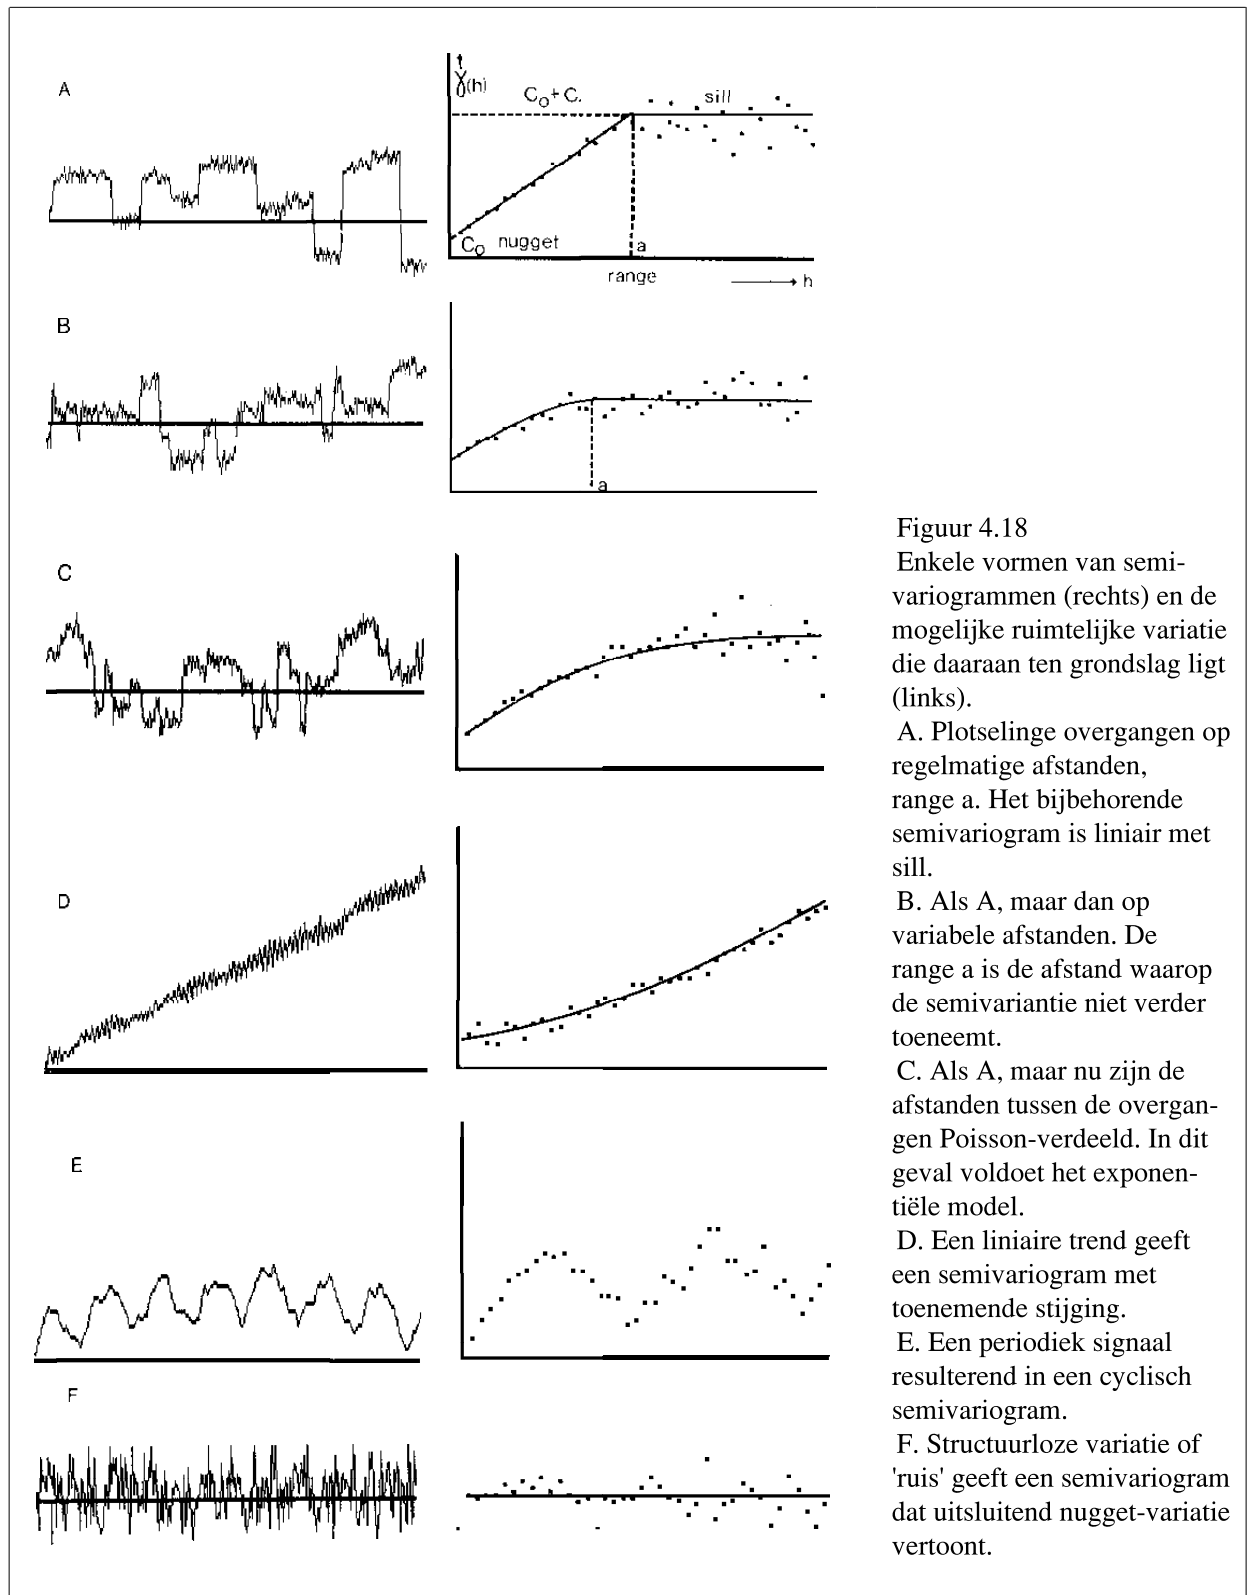 A
γ(h)
C₀+C.
sill
C₀ nugget
a
range
h
B
a
C
D
E
F
Figuur 4.18
Enkele vormen van semi-
variogrammen (rechts) en de
mogelijke ruimtelijke variatie
die daaraan ten grondslag ligt
(links).
A. Plotselinge overgangen op
regelmatige afstanden,
range a. Het bijbehorende
semivariogram is liniair met
sill.
B. Als A, maar dan op
variabele afstanden. De
range a is de afstand waarop
de semivariantie niet verder
toeneemt.
C. Als A, maar nu zijn de
afstanden tussen de overgan-
gen Poisson-verdeeld. In dit
geval voldoet het exponen-
tiële model.
D. Een liniaire trend geeft
een semivariogram met
toenemende stijging.
E. Een periodiek signaal
resulterend in een cyclisch
semivariogram.
F. Structuurloze variatie of
'ruis' geeft een semivariogram
dat uitsluitend nugget-variatie
vertoont.